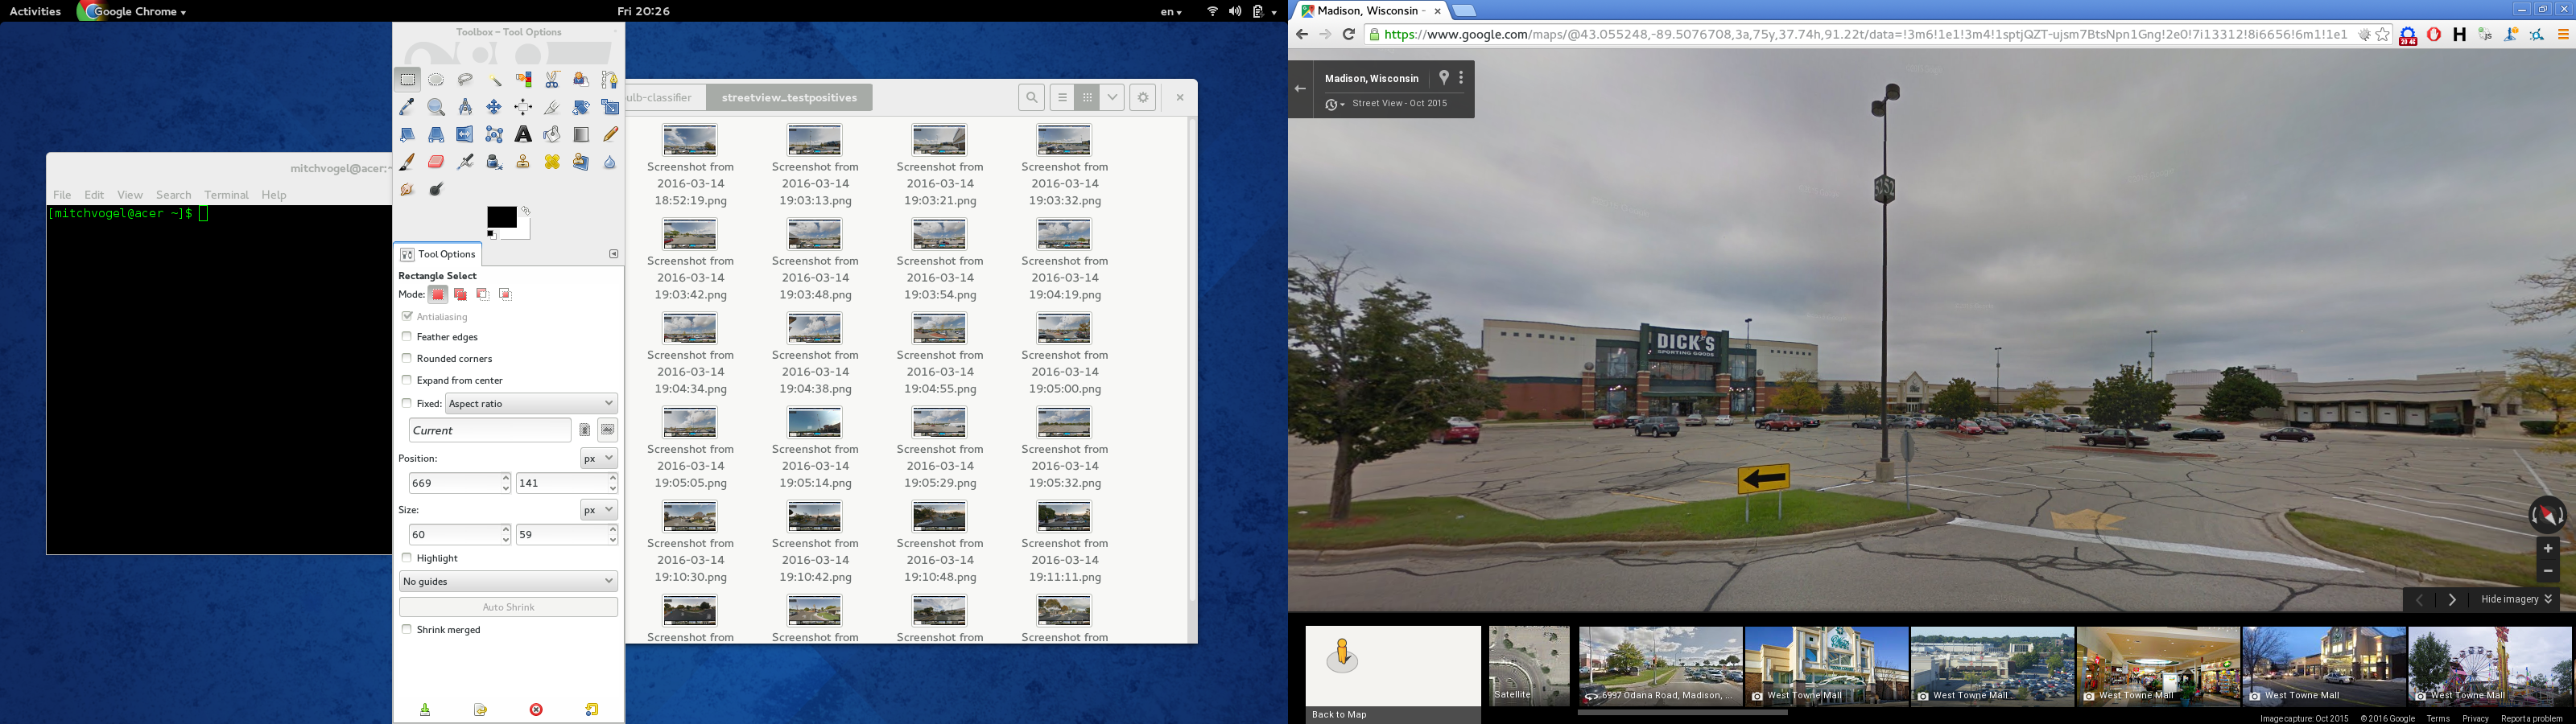 Activities
Google Chrome
Fri 20:26
en
Toolbox – Tool Options
mitchvogel@acer:~
File Edit View Search Terminal Help
[mitchvogel@acer ~]$
Tool Options
Rectangle Select
Mode:
Antialiasing
Feather edges
Rounded corners
Expand from center
Fixed: Aspect ratio
Current
Position: px
669 141
Size: px
60 59
Highlight
No guides
Auto Shrink
Shrink merged
ulb-classifier
streetview_testpositives
Screenshot from 2016-03-14 18:52:19.png
Screenshot from 2016-03-14 19:03:13.png
Screenshot from 2016-03-14 19:03:21.png
Screenshot from 2016-03-14 19:03:32.png
Screenshot from 2016-03-14 19:03:42.png
Screenshot from 2016-03-14 19:03:48.png
Screenshot from 2016-03-14 19:03:54.png
Screenshot from 2016-03-14 19:04:19.png
Screenshot from 2016-03-14 19:04:34.png
Screenshot from 2016-03-14 19:04:38.png
Screenshot from 2016-03-14 19:04:55.png
Screenshot from 2016-03-14 19:05:00.png
Screenshot from 2016-03-14 19:05:05.png
Screenshot from 2016-03-14 19:05:14.png
Screenshot from 2016-03-14 19:05:29.png
Screenshot from 2016-03-14 19:05:32.png
Screenshot from 2016-03-14 19:10:30.png
Screenshot from 2016-03-14 19:10:42.png
Screenshot from 2016-03-14 19:10:48.png
Screenshot from 2016-03-14 19:11:11.png
Screenshot from
Screenshot from
Screenshot from
Screenshot from
Madison, Wisconsin -
https://www.google.com/maps/@43.055248,-89.5076708,3a,75y,37.74h,91.22t/data=!3m6!1e1!3m4!1sptjQZT-ujsm7BtsNpn1Gng!2e0!7i13312!8i6656!6m1!1e1
Madison, Wisconsin
Street View - Oct 2015
DICK'S
SPORTING GOODS
Hide imagery
Back to Map
Satellite
6997 Odana Road, Madison, ...
West Towne Mall
West Towne Mall
West Towne Mall
West Towne Mall
West Towne Mall
Image capture: Oct 2015 © 2016 Google Terms Privacy Report a problem